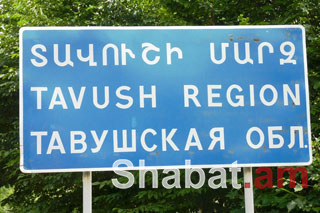 ՏԱՎՈՒՇԻ ՄԱՐԶ
TAVUSH REGION
ТАВУШСКАЯ ОБЛ.
Shabat.am